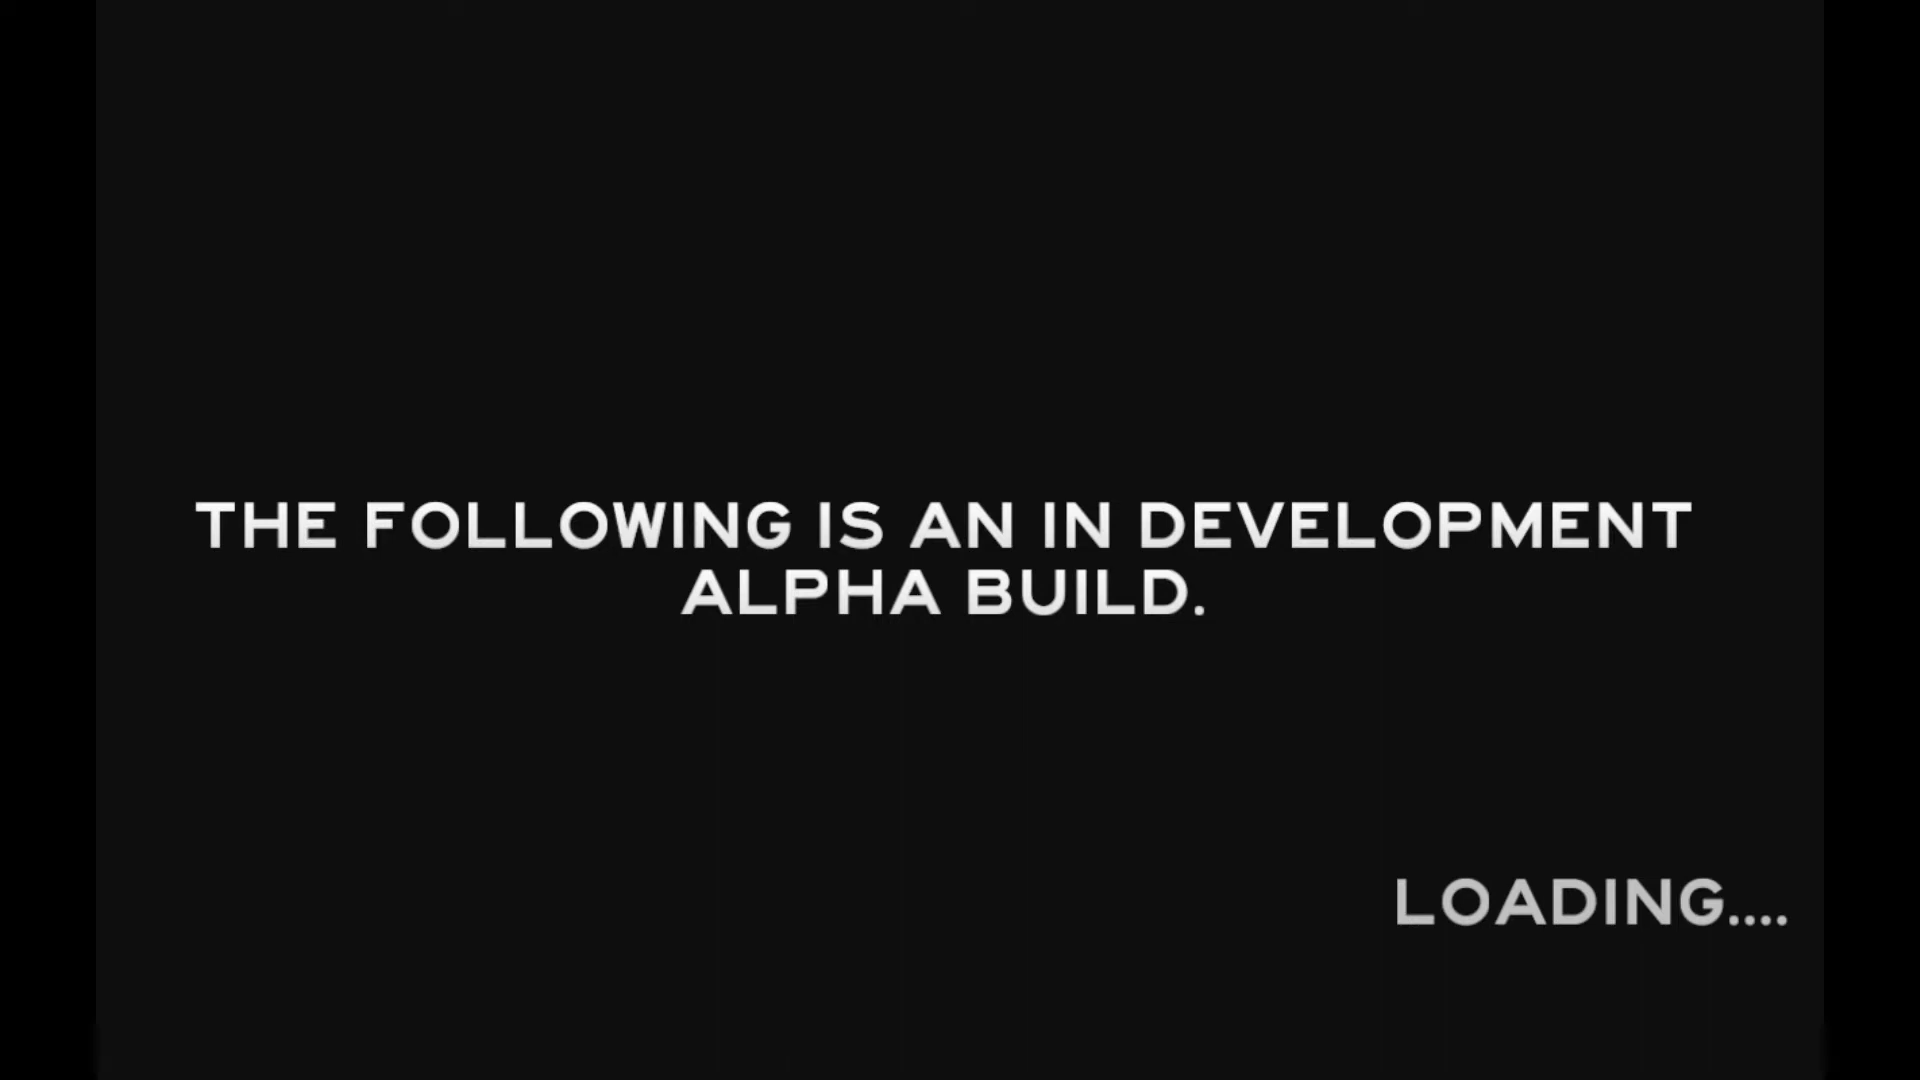 THE FOLLOWING IS AN IN DEVELOPMENT
ALPHA BUILD.
LOADING....